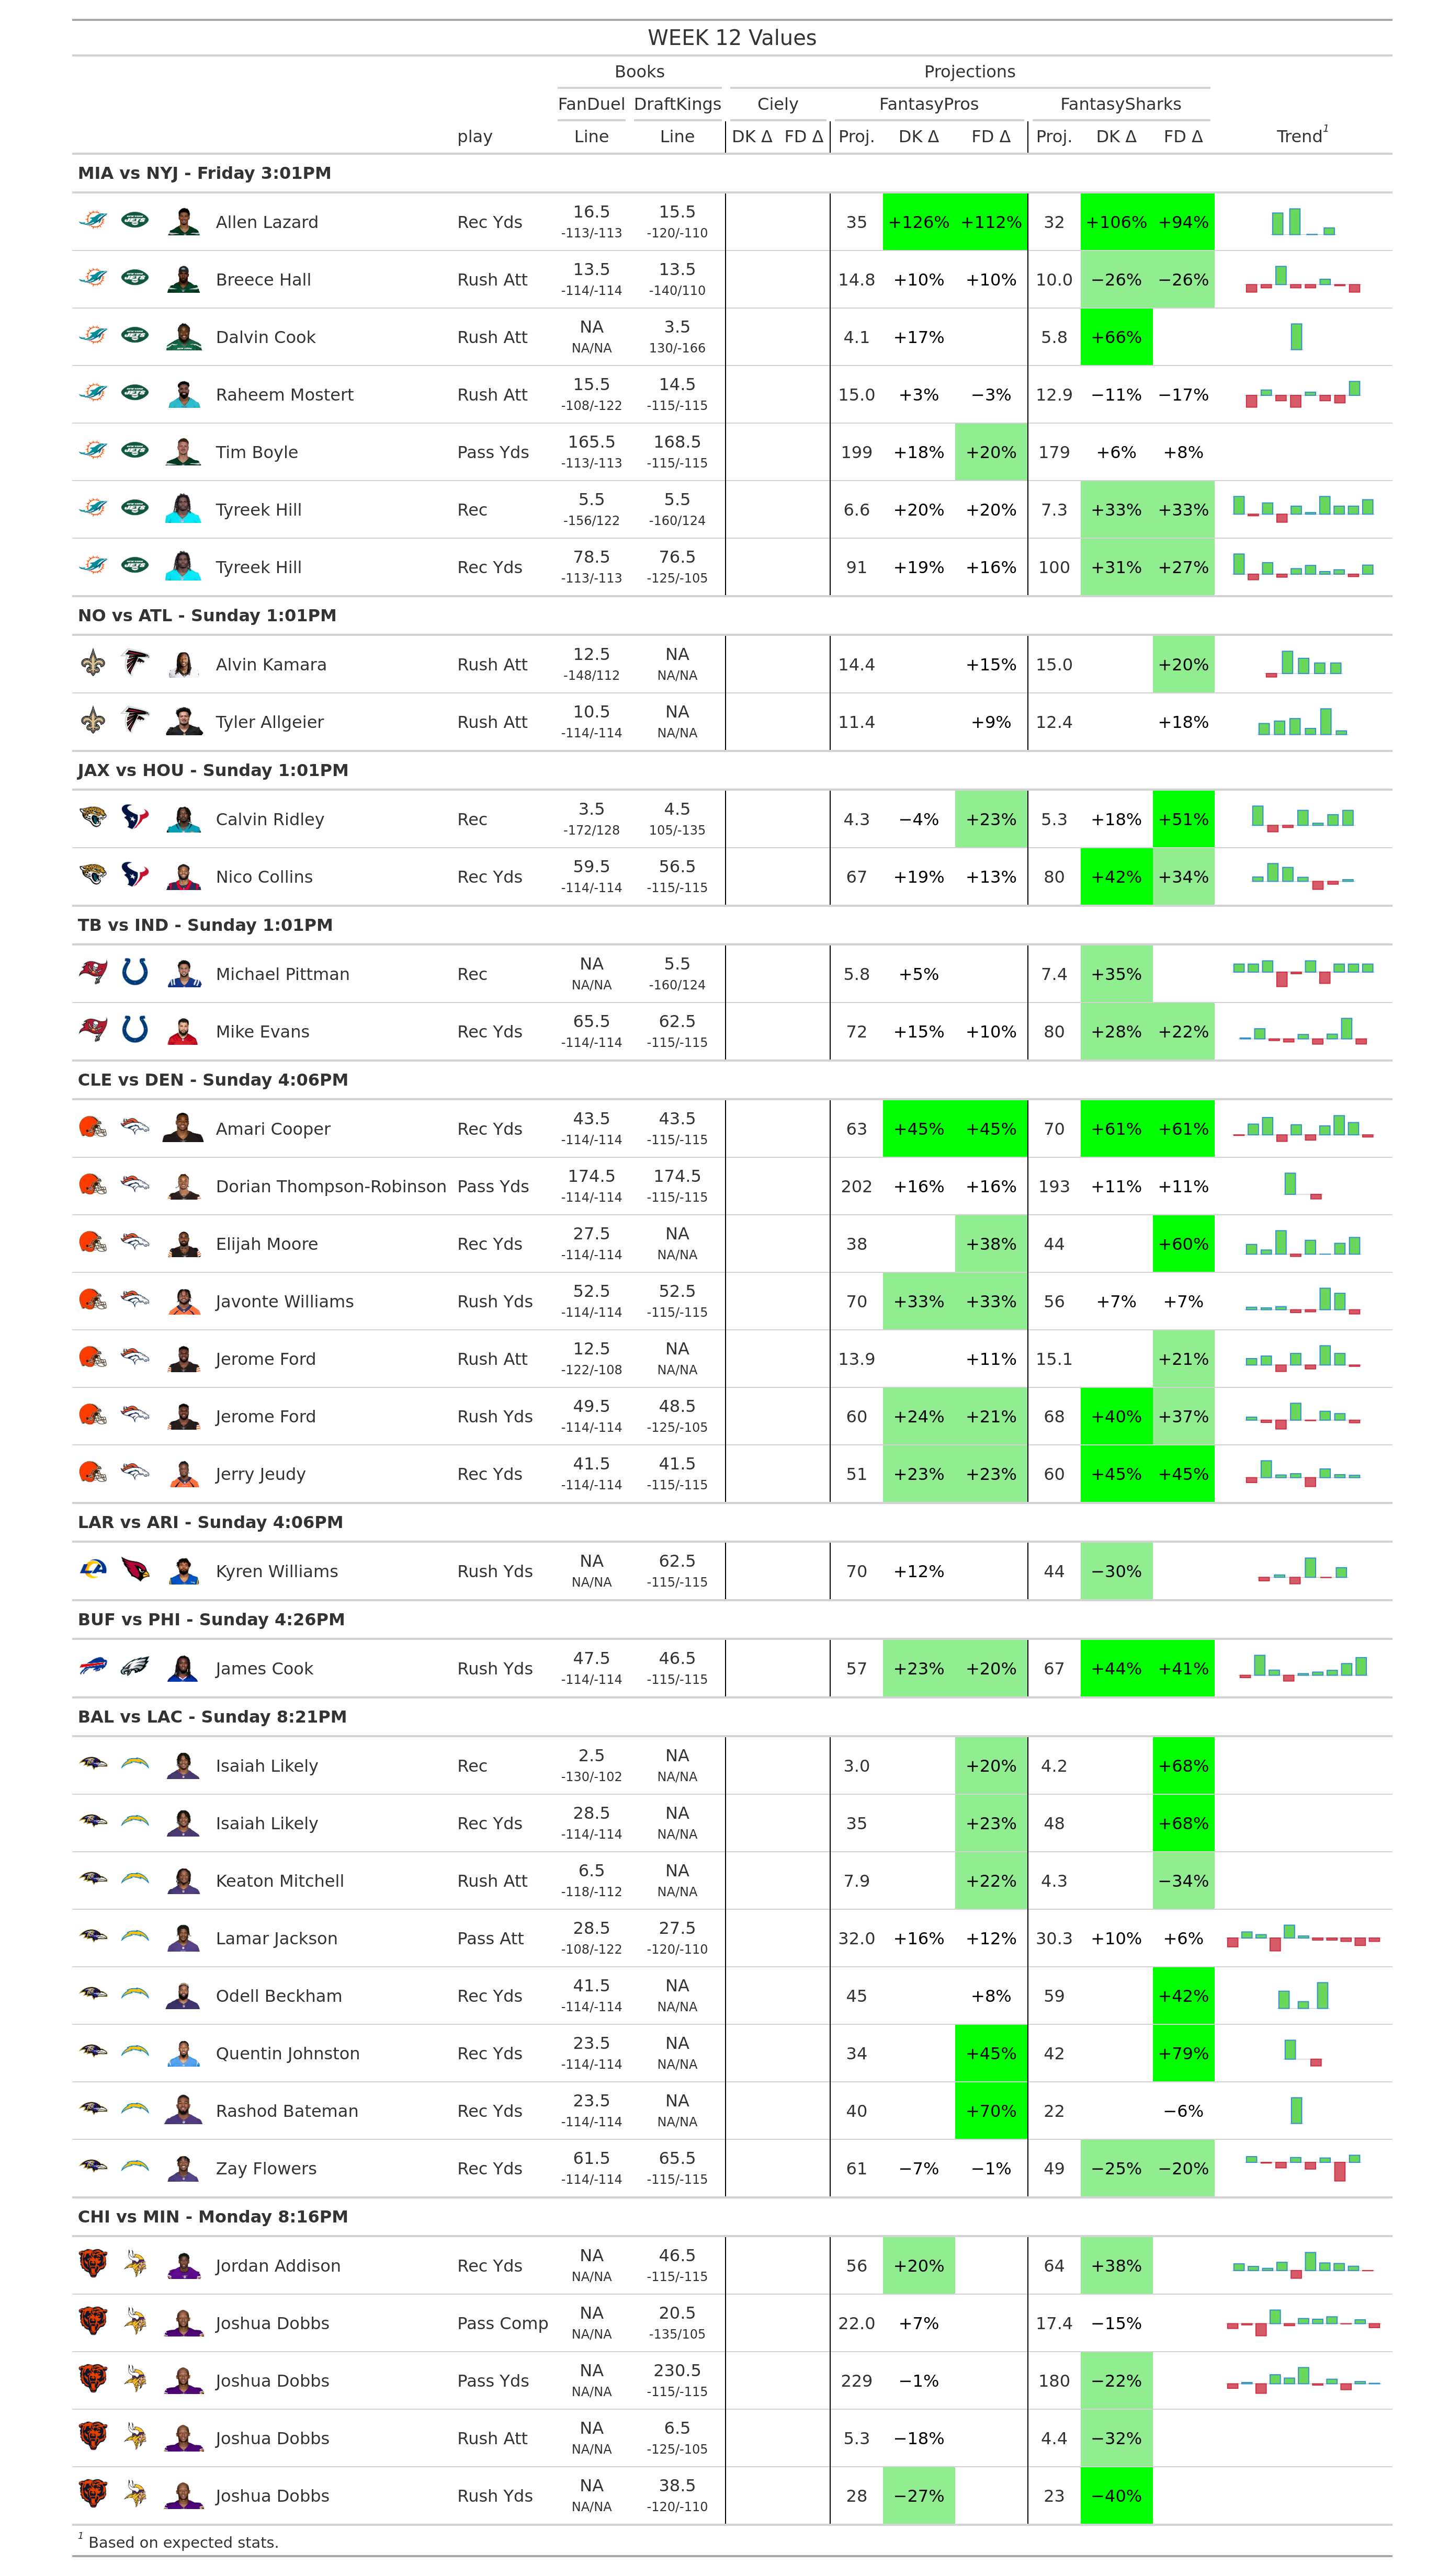 WEEK 12 Values
Books Projections
FanDuel DraftKings Ciely FantasyPros FantasySharks
play Line Line DK Δ FD Δ Proj. DK Δ FD Δ Proj. DK Δ FD Δ Trend1
MIA vs NYJ - Friday 3:01PM
Allen Lazard Rec Yds 16.5 15.5 35 +126% +112% 32 +106% +94%
-113/-113 -120/-110
Breece Hall Rush Att 13.5 13.5 14.8 +10% +10% 10.0 −26% −26%
-114/-114 -140/110
Dalvin Cook Rush Att NA 3.5 4.1 +17% 5.8 +66%
NA/NA 130/-166
Raheem Mostert Rush Att 15.5 14.5 15.0 +3% −3% 12.9 −11% −17%
-108/-122 -115/-115
Tim Boyle Pass Yds 165.5 168.5 199 +18% +20% 179 +6% +8%
-113/-113 -115/-115
Tyreek Hill Rec 5.5 5.5 6.6 +20% +20% 7.3 +33% +33%
-156/122 -160/124
Tyreek Hill Rec Yds 78.5 76.5 91 +19% +16% 100 +31% +27%
-113/-113 -125/-105
NO vs ATL - Sunday 1:01PM
Alvin Kamara Rush Att 12.5 NA 14.4 +15% 15.0 +20%
-148/112 NA/NA
Tyler Allgeier Rush Att 10.5 NA 11.4 +9% 12.4 +18%
-114/-114 NA/NA
JAX vs HOU - Sunday 1:01PM
Calvin Ridley Rec 3.5 4.5 4.3 −4% +23% 5.3 +18% +51%
-172/128 105/-135
Nico Collins Rec Yds 59.5 56.5 67 +19% +13% 80 +42% +34%
-114/-114 -115/-115
TB vs IND - Sunday 1:01PM
Michael Pittman Rec NA 5.5 5.8 +5% 7.4 +35%
NA/NA -160/124
Mike Evans Rec Yds 65.5 62.5 72 +15% +10% 80 +28% +22%
-114/-114 -115/-115
CLE vs DEN - Sunday 4:06PM
Amari Cooper Rec Yds 43.5 43.5 63 +45% +45% 70 +61% +61%
-114/-114 -115/-115
Dorian Thompson-Robinson Pass Yds 174.5 174.5 202 +16% +16% 193 +11% +11%
-114/-114 -115/-115
Elijah Moore Rec Yds 27.5 NA 38 +38% 44 +60%
-114/-114 NA/NA
Javonte Williams Rush Yds 52.5 52.5 70 +33% +33% 56 +7% +7%
-114/-114 -115/-115
Jerome Ford Rush Att 12.5 NA 13.9 +11% 15.1 +21%
-122/-108 NA/NA
Jerome Ford Rush Yds 49.5 48.5 60 +24% +21% 68 +40% +37%
-114/-114 -125/-105
Jerry Jeudy Rec Yds 41.5 41.5 51 +23% +23% 60 +45% +45%
-114/-114 -115/-115
LAR vs ARI - Sunday 4:06PM
Kyren Williams Rush Yds NA 62.5 70 +12% 44 −30%
NA/NA -115/-115
BUF vs PHI - Sunday 4:26PM
James Cook Rush Yds 47.5 46.5 57 +23% +20% 67 +44% +41%
-114/-114 -115/-115
BAL vs LAC - Sunday 8:21PM
Isaiah Likely Rec 2.5 NA 3.0 +20% 4.2 +68%
-130/-102 NA/NA
Isaiah Likely Rec Yds 28.5 NA 35 +23% 48 +68%
-114/-114 NA/NA
Keaton Mitchell Rush Att 6.5 NA 7.9 +22% 4.3 −34%
-118/-112 NA/NA
Lamar Jackson Pass Att 28.5 27.5 32.0 +16% +12% 30.3 +10% +6%
-108/-122 -120/-110
Odell Beckham Rec Yds 41.5 NA 45 +8% 59 +42%
-114/-114 NA/NA
Quentin Johnston Rec Yds 23.5 NA 34 +45% 42 +79%
-114/-114 NA/NA
Rashod Bateman Rec Yds 23.5 NA 40 +70% 22 −6%
-114/-114 NA/NA
Zay Flowers Rec Yds 61.5 65.5 61 −7% −1% 49 −25% −20%
-114/-114 -115/-115
CHI vs MIN - Monday 8:16PM
Jordan Addison Rec Yds NA 46.5 56 +20% 64 +38%
NA/NA -115/-115
Joshua Dobbs Pass Comp NA 20.5 22.0 +7% 17.4 −15%
NA/NA -135/105
Joshua Dobbs Pass Yds NA 230.5 229 −1% 180 −22%
NA/NA -115/-115
Joshua Dobbs Rush Att NA 6.5 5.3 −18% 4.4 −32%
NA/NA -125/-105
Joshua Dobbs Rush Yds NA 38.5 28 −27% 23 −40%
NA/NA -120/-110
1 Based on expected stats.